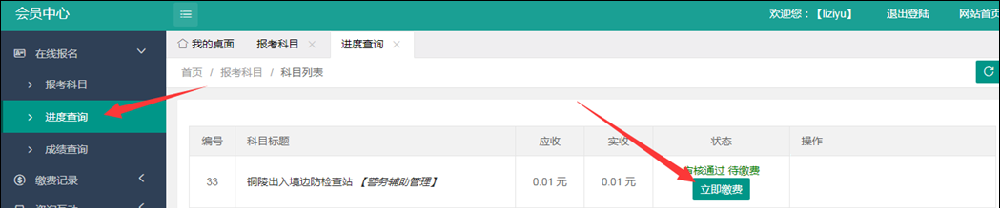 会员中心 欢迎您：【liziyu】 退出登陆 网站首页
在线报名 我的桌面 报考科目 进度查询
报考科目 首页 / 报考科目 / 科目列表
进度查询
成绩查询
缴费记录
编号 科目标题 应收 实收 状态 操作
33 铜陵出入境边防检查站 【警务辅助管理】 0.01 元 0.01 元 审核通过 待缴费
立即缴费